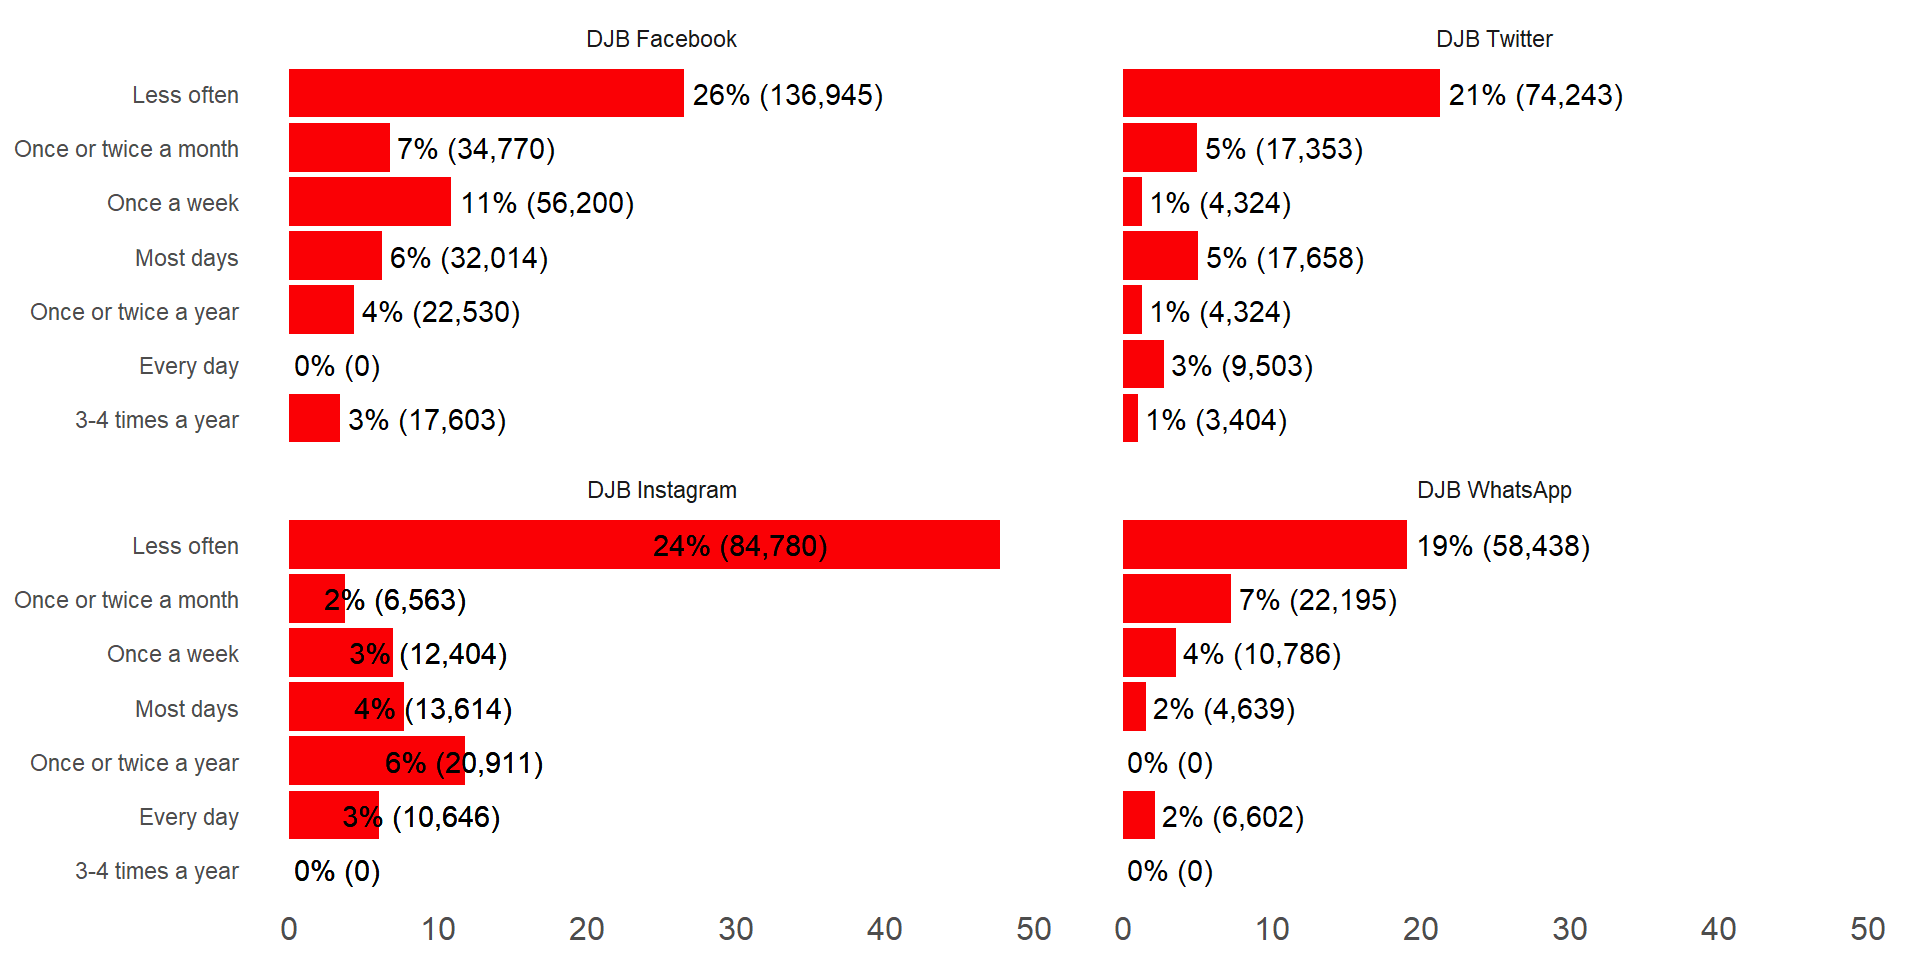 DJB Facebook
DJB Twitter
Less often 26% (136,945) 21% (74,243)
Once or twice a month 7% (34,770) 5% (17,353)
Once a week 11% (56,200) 1% (4,324)
Most days 6% (32,014) 5% (17,658)
Once or twice a year 4% (22,530) 1% (4,324)
Every day 0% (0) 3% (9,503)
3-4 times a year 3% (17,603) 1% (3,404)
DJB Instagram
DJB WhatsApp
Less often 24% (84,780) 19% (58,438)
Once or twice a month 2% (6,563) 7% (22,195)
Once a week 3% (12,404) 4% (10,786)
Most days 4% (13,614) 2% (4,639)
Once or twice a year 6% (20,911) 0% (0)
Every day 3% (10,646) 2% (6,602)
3-4 times a year 0% (0) 0% (0)
0 10 20 30 40 50 0 10 20 30 40 50